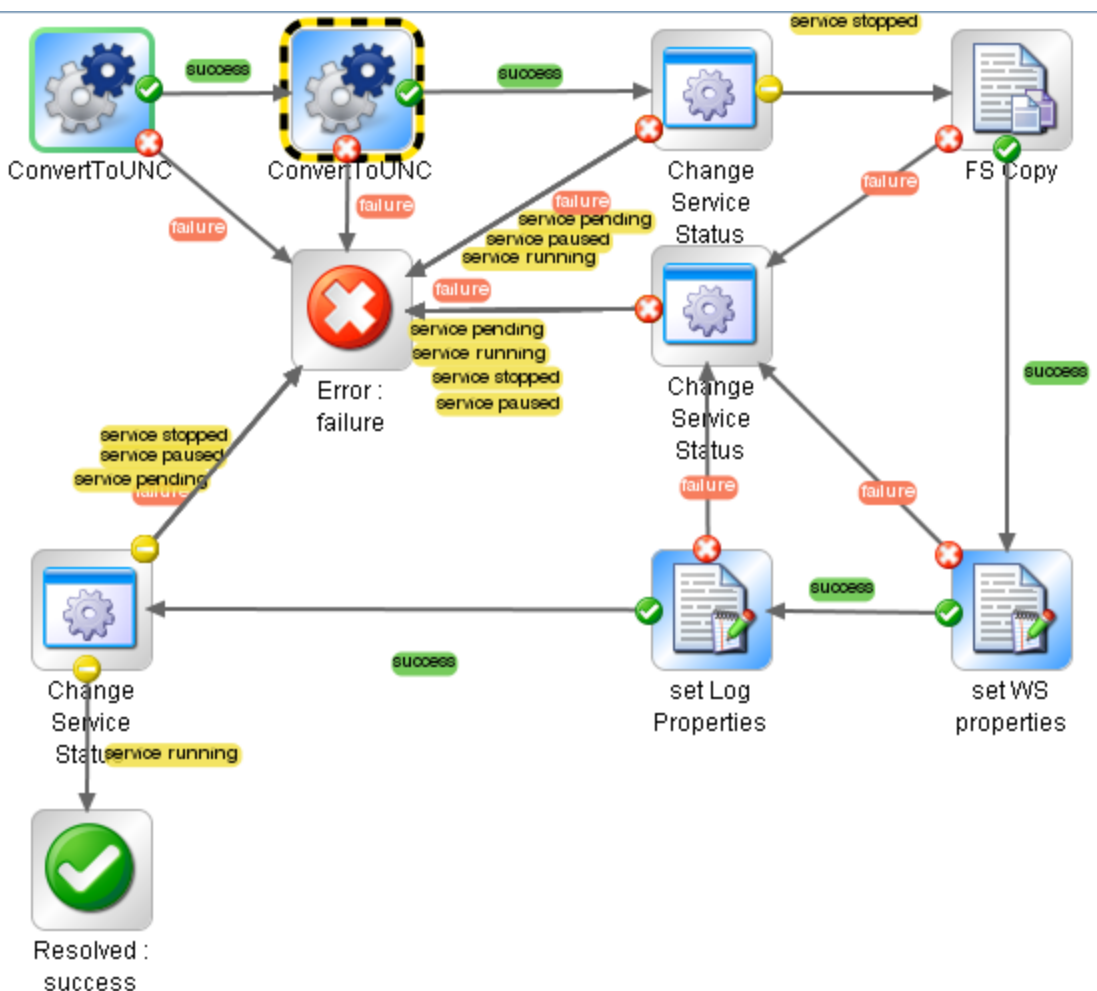 service stopped
success
success
ConvertToUNC
ConvertToUNC
Change
Service
Status
FS Copy
failure
failure
failure
failure
service pending
service paused
service running
failure
service pending
service running
service stopped
service paused
Error :
failure
Change
Service
Status
success
service stopped
service paused
service pending
failure
failure
failure
success
success
Change
Service
Status
set Log
Properties
set WS
properties
service running
Resolved :
success